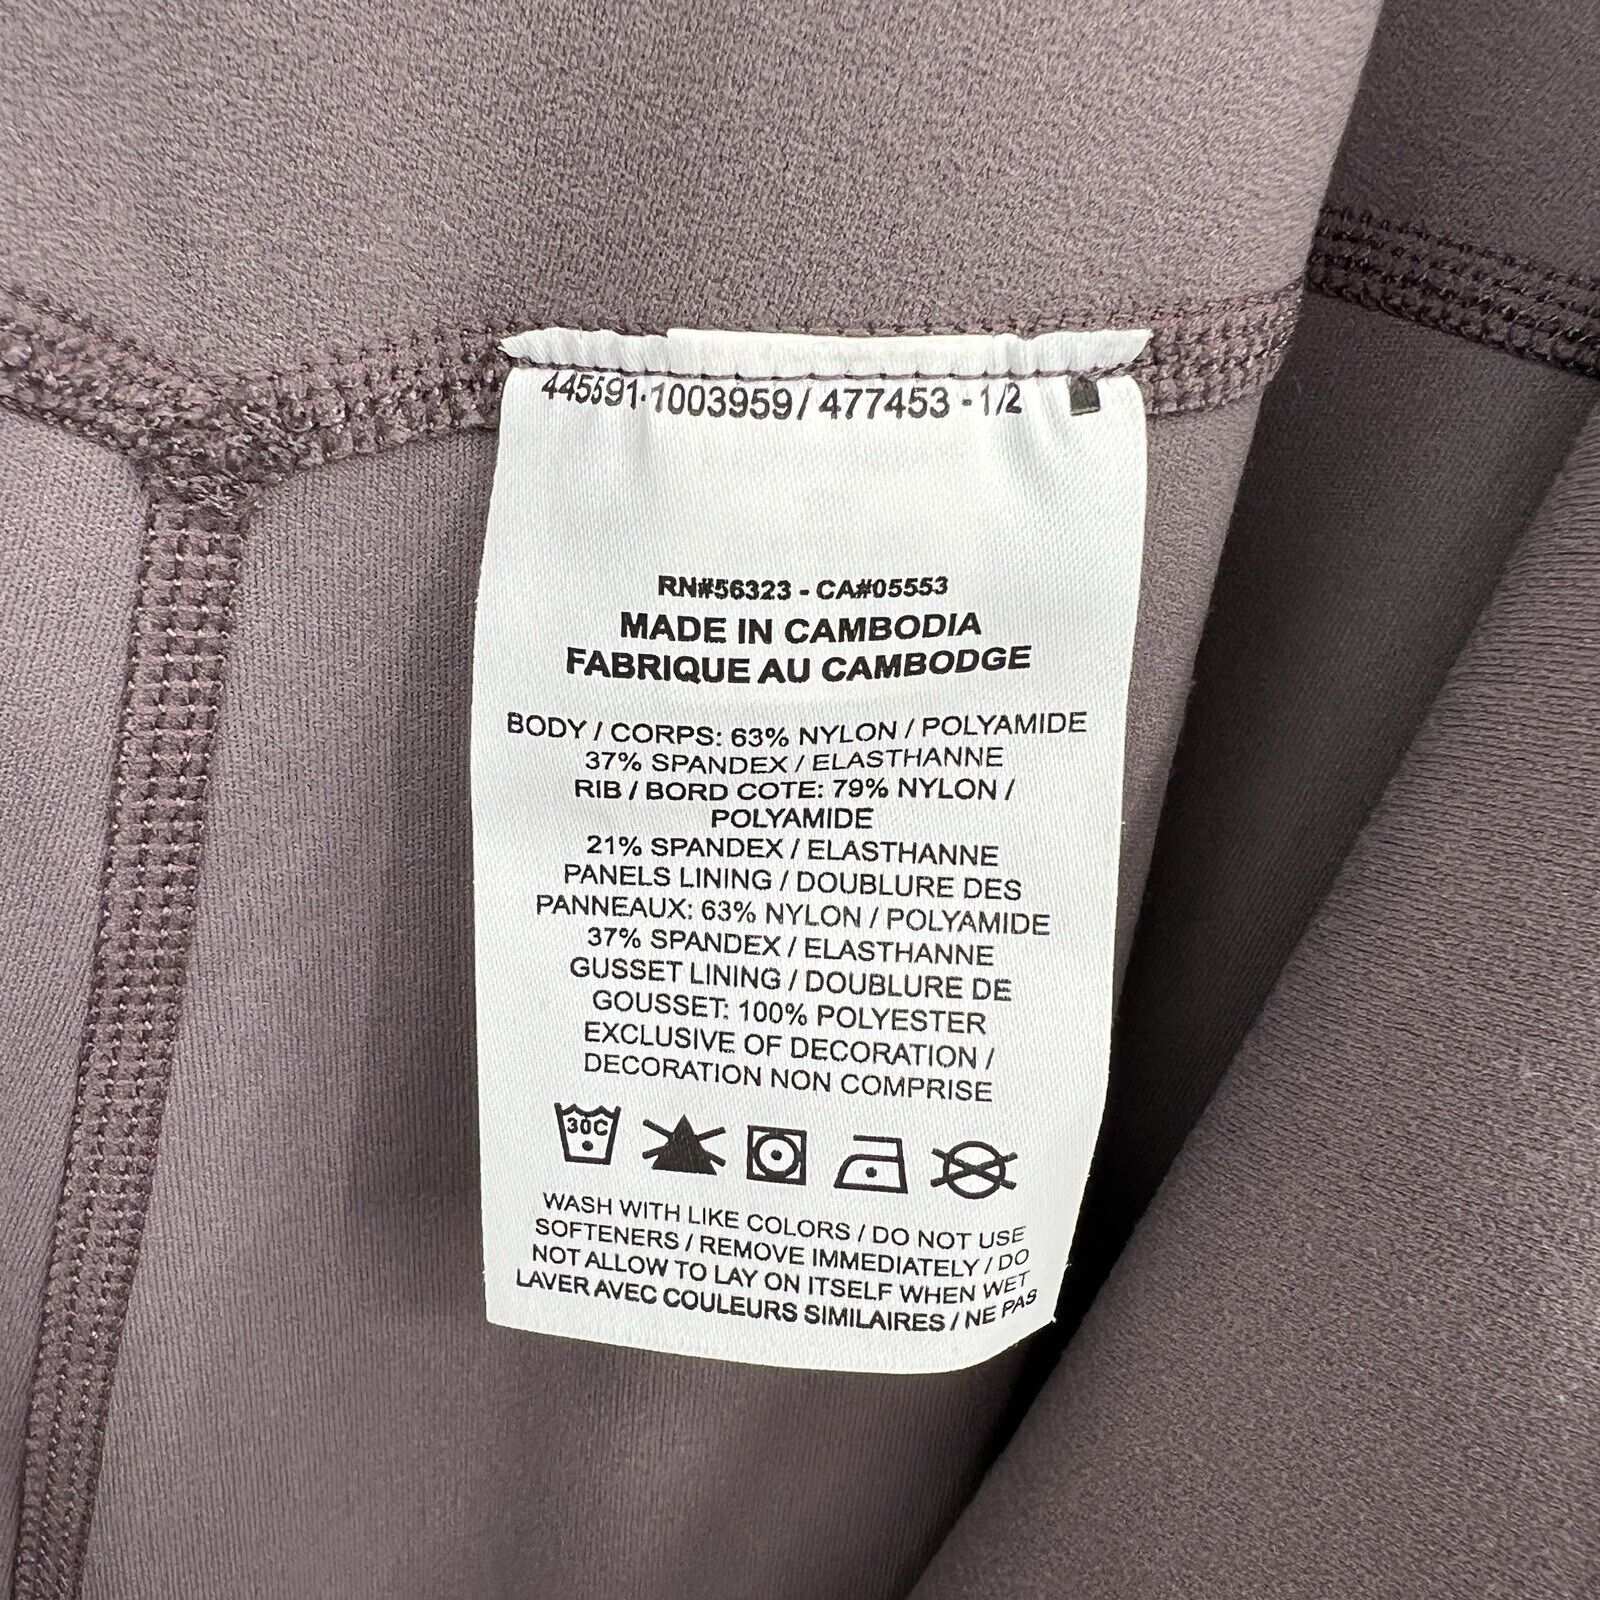 445591-1003959 / 477453 - 1/2
RN#56323 - CA#05553
MADE IN CAMBODIA
FABRIQUE AU CAMBODGE
BODY / CORPS: 63% NYLON / POLYAMIDE
37% SPANDEX / ELASTHANNE
RIB / BORD COTE: 79% NYLON /
POLYAMIDE
21% SPANDEX / ELASTHANNE
PANELS LINING / DOUBLURE DES
PANNEAUX: 63% NYLON / POLYAMIDE
37% SPANDEX / ELASTHANNE
GUSSET LINING / DOUBLURE DE
GOUSSET: 100% POLYESTER
EXCLUSIVE OF DECORATION /
DECORATION NON COMPRISE
30C
WASH WITH LIKE COLORS / DO NOT USE
SOFTENERS / REMOVE IMMEDIATELY / DO
NOT ALLOW TO LAY ON ITSELF WHEN WET
LAVER AVEC COULEURS SIMILAIRES / NE PAS